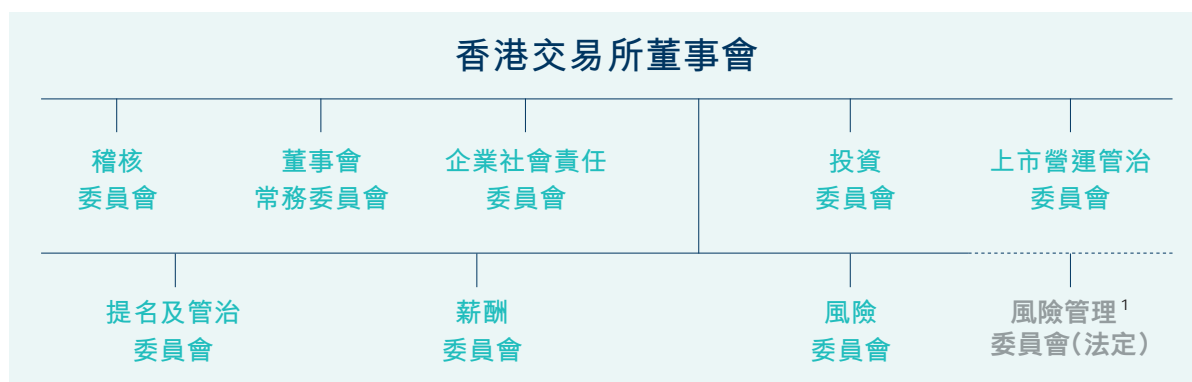 香港交易所董事會
稽核
委員會
董事會
常務委員會
企業社會責任
委員會
投資
委員會
上市營運管治
委員會
提名及管治
委員會
薪酬
委員會
風險
委員會
風險管理1
委員會(法定)